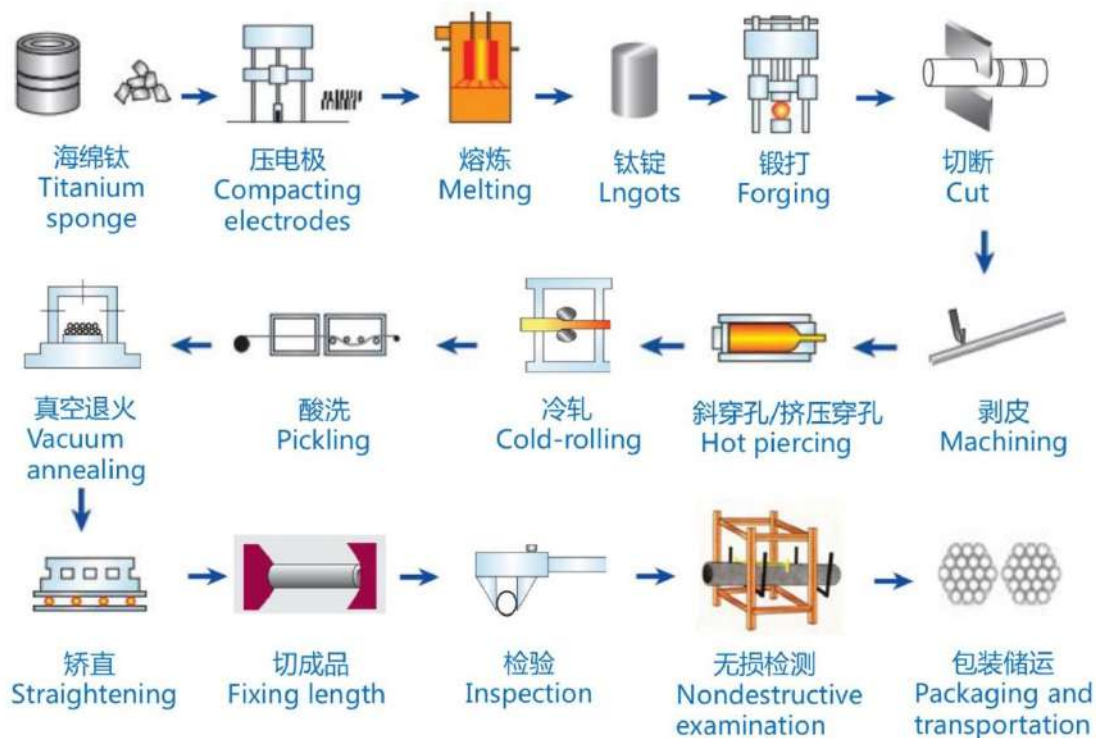 海绵钛
Titanium
sponge
压电极
Compacting
electrodes
熔炼
Melting
钛锭
Lngots
锻打
Forging
切断
Cut
真空退火
Vacuum
annealing
酸洗
Pickling
冷轧
Cold-rolling
斜穿孔/挤压穿孔
Hot piercing
剥皮
Machining
矫直
Straightening
切成品
Fixing length
检验
Inspection
无损检测
Nondestructive
examination
包装储运
Packaging and
transportation